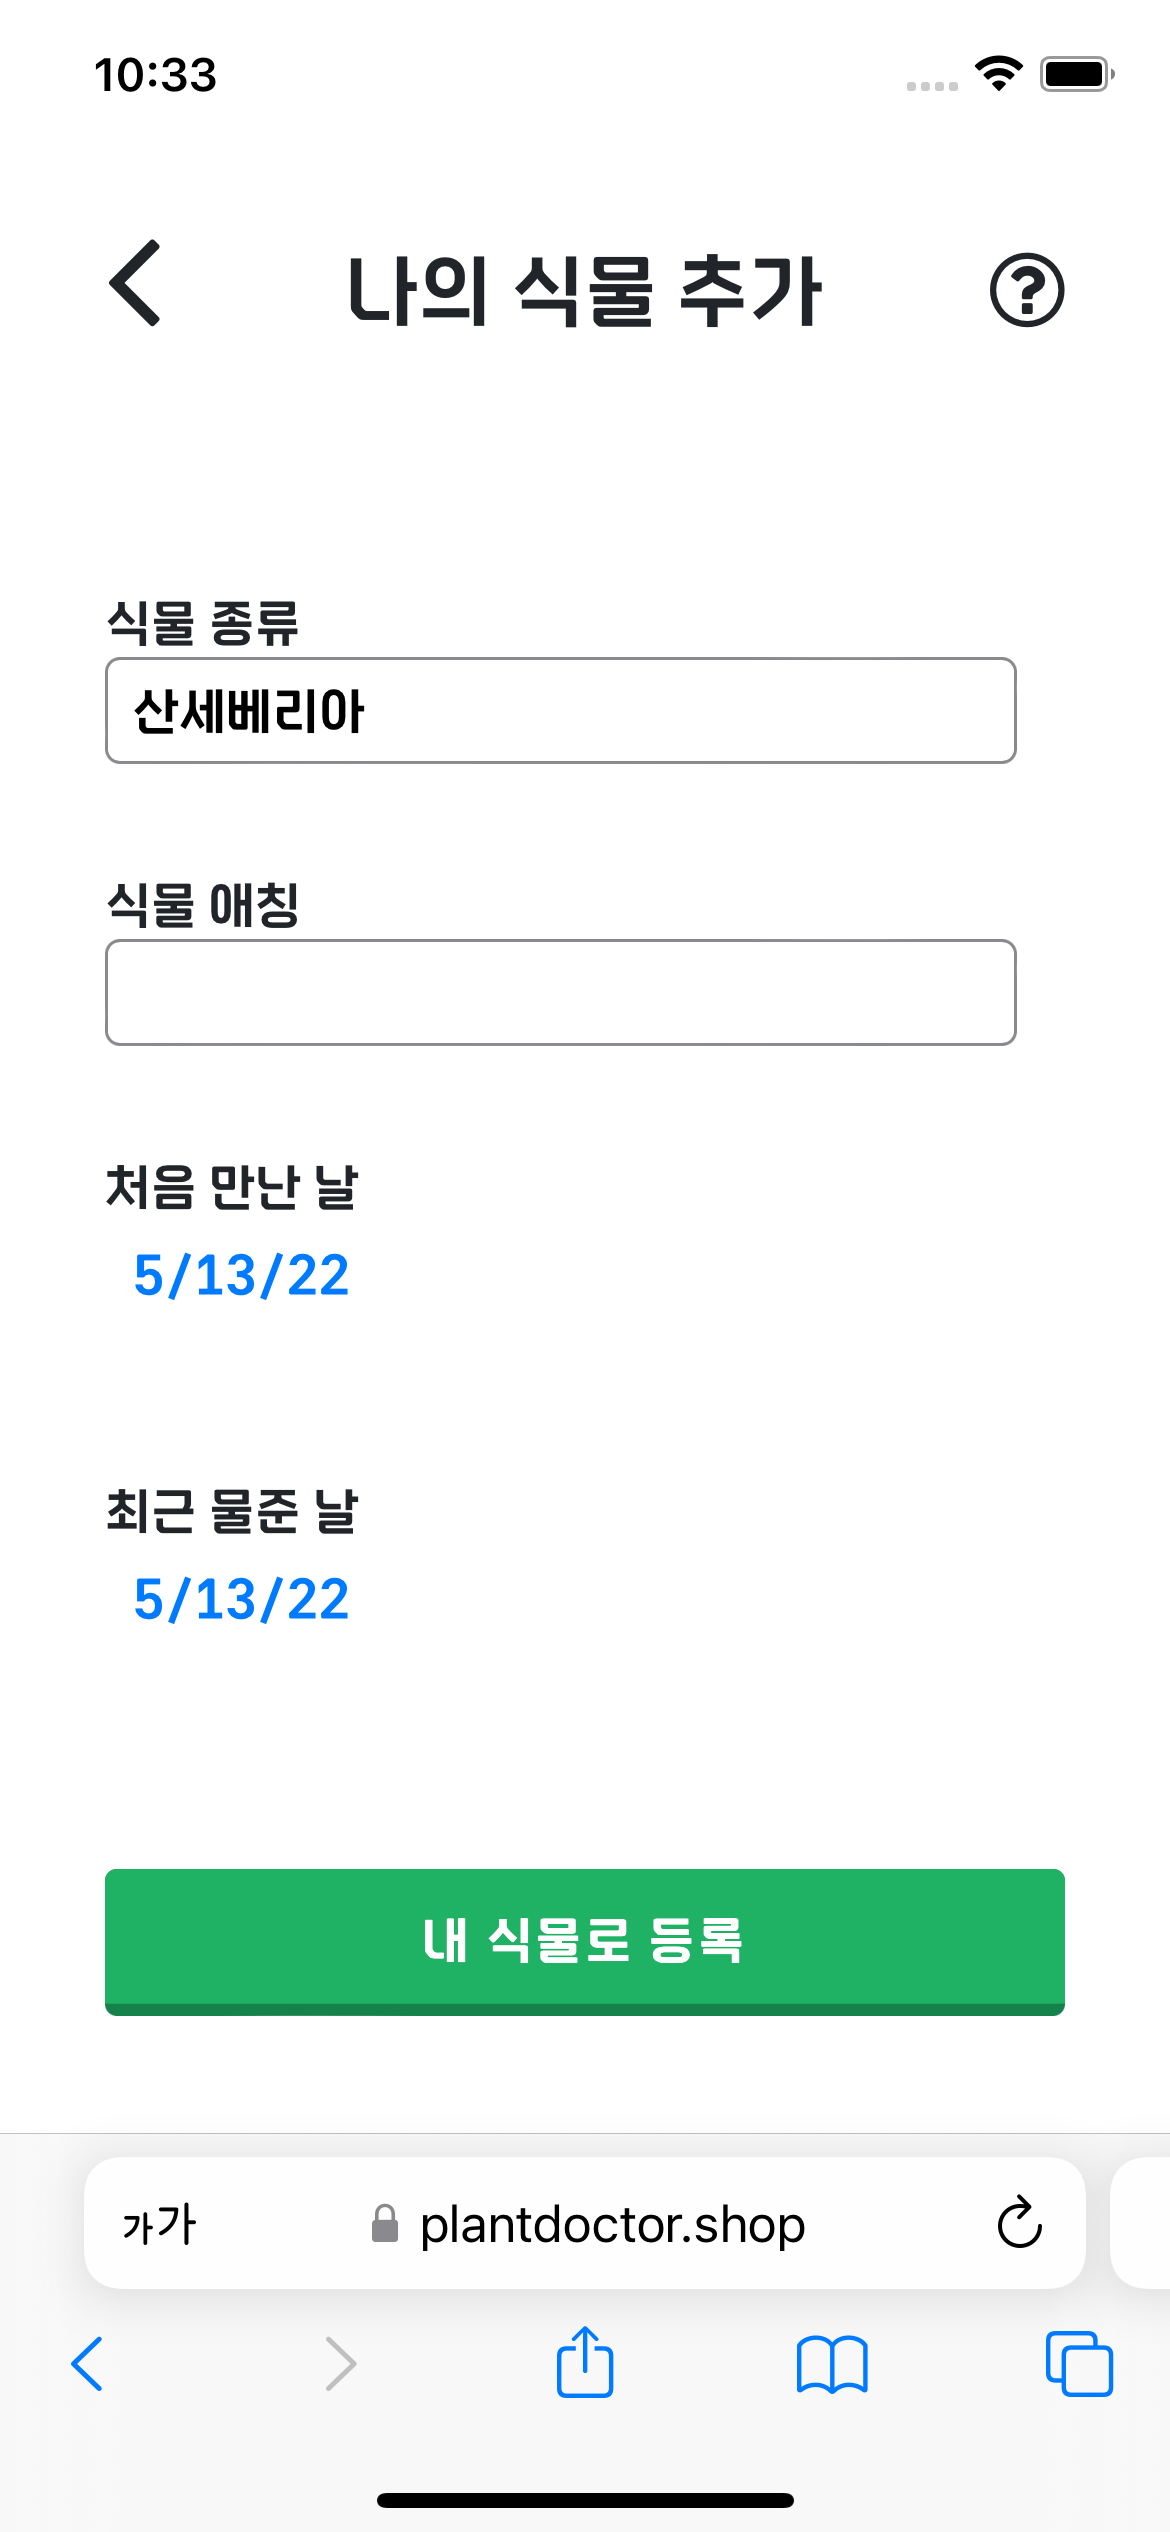 10:33
나의 식물 추가
식물 종류
산세베리아
식물 애칭
처음 만난 날
5/13/22
최근 물준 날
5/13/22
내 식물로 등록
가가 plantdoctor.shop